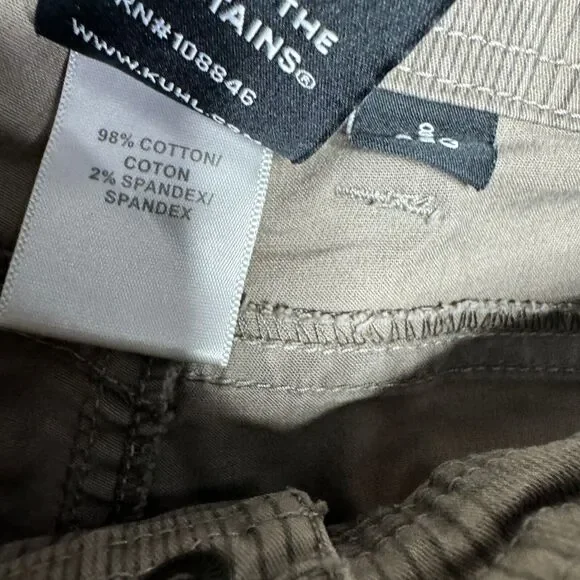 THE
TAINS®
RN#108846
WWW.KUHL.
98% COTTON/
COTON
2% SPANDEX/
SPANDEX